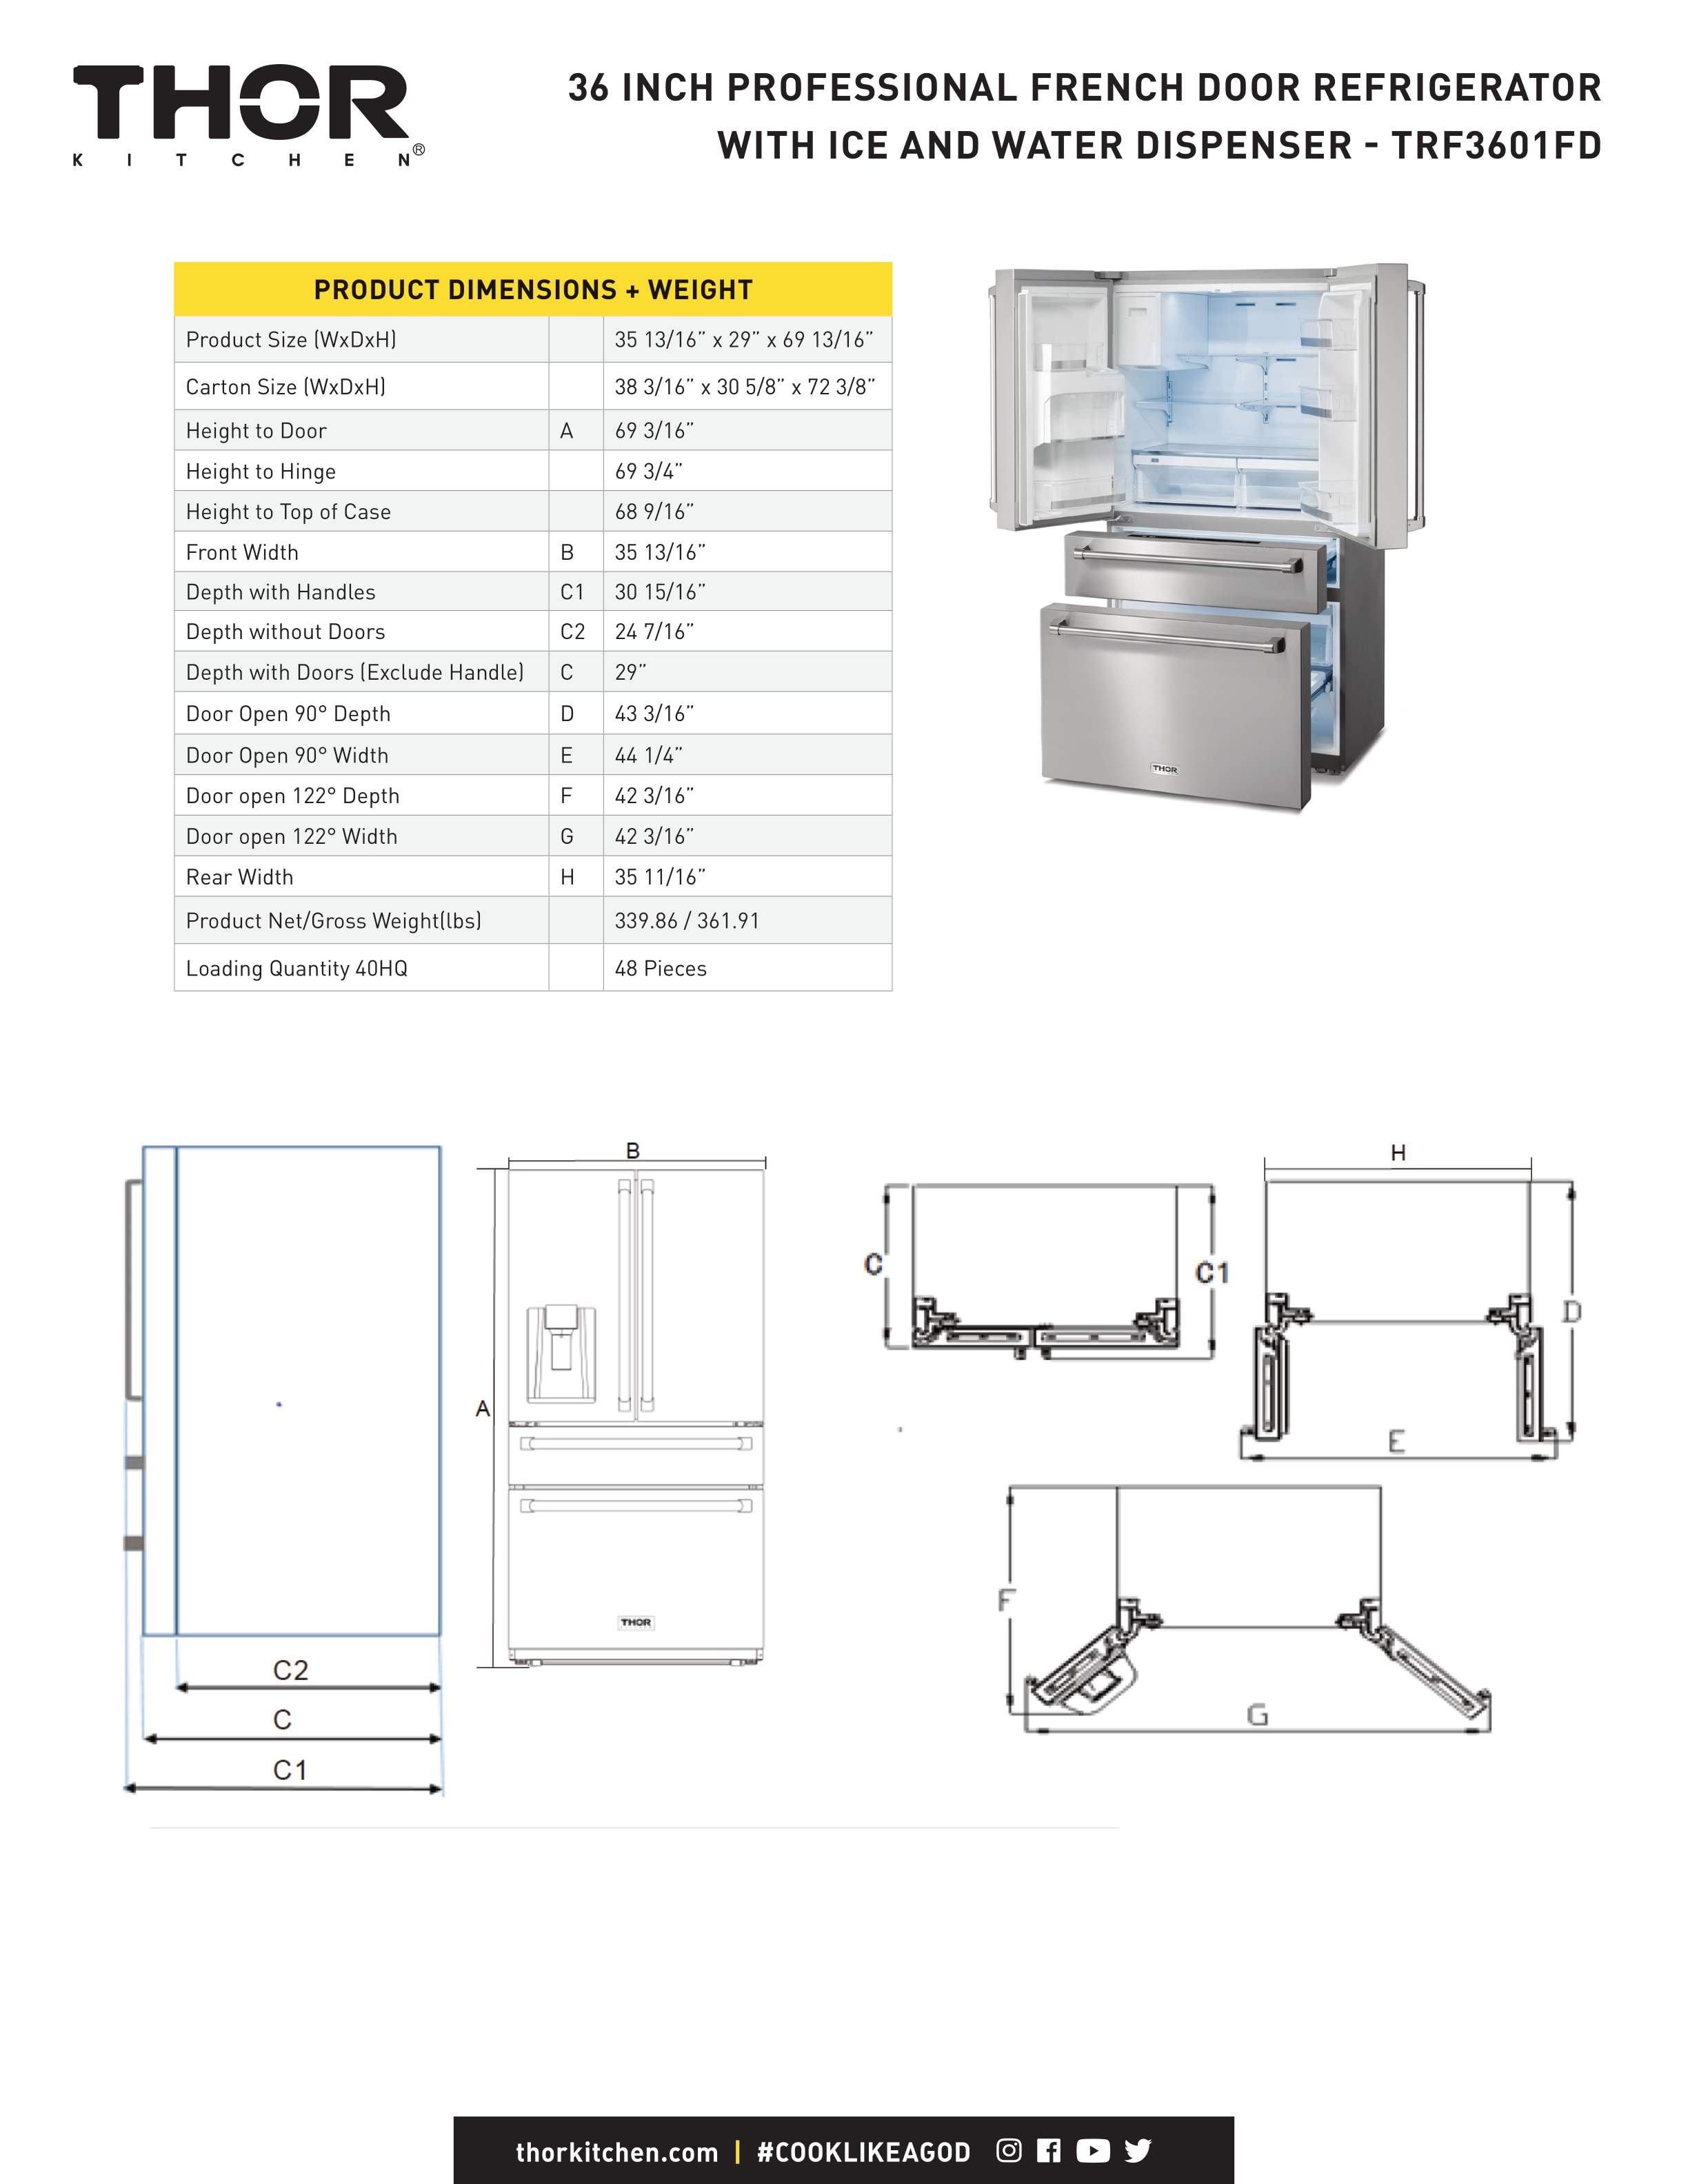 THOR
KITCHEN®
36 INCH PROFESSIONAL FRENCH DOOR REFRIGERATOR
WITH ICE AND WATER DISPENSER - TRF3601FD
PRODUCT DIMENSIONS + WEIGHT
Product Size (WxDxH) 35 13/16” x 29” x 69 13/16”
Carton Size (WxDxH) 38 3/16” x 30 5/8” x 72 3/8”
Height to Door A 69 3/16”
Height to Hinge 69 3/4”
Height to Top of Case 68 9/16”
Front Width B 35 13/16”
Depth with Handles C1 30 15/16”
Depth without Doors C2 24 7/16”
Depth with Doors (Exclude Handle) C 29”
Door Open 90° Depth D 43 3/16”
Door Open 90° Width E 44 1/4”
Door open 122° Depth F 42 3/16”
Door open 122° Width G 42 3/16”
Rear Width H 35 11/16”
Product Net/Gross Weight(lbs) 339.86 / 361.91
Loading Quantity 40HQ 48 Pieces
THOR
C2
C
C1
B
A
THOR
C
C1
H
D
E
F
G
thorkitchen.com | #COOKLIKEAGOD